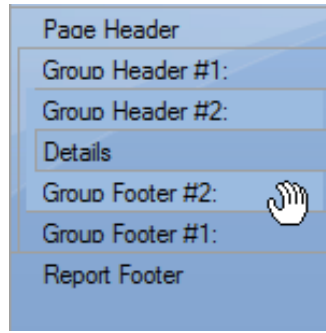 Page Header
Group Header #1:
Group Header #2:
Details
Group Footer #2:
Group Footer #1:
Report Footer